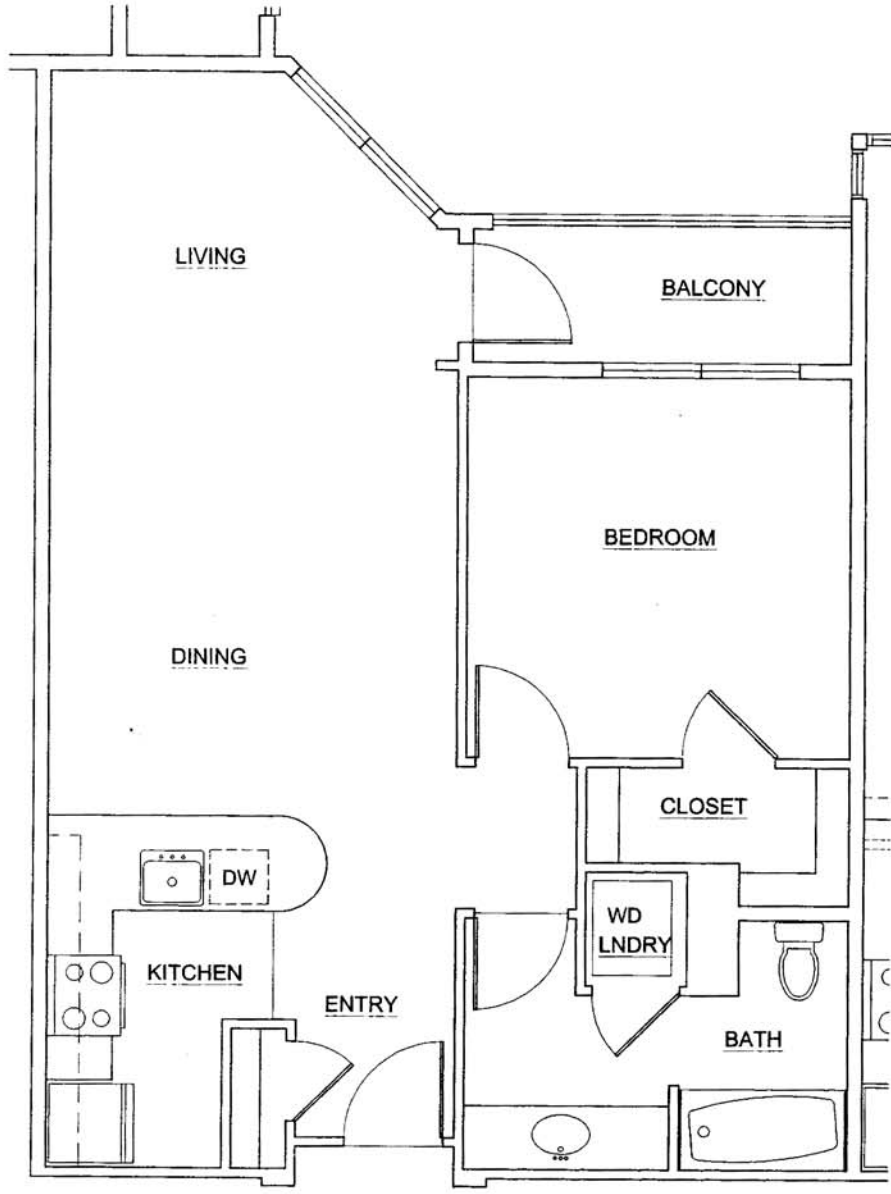 LIVING
BALCONY
BEDROOM
DINING
CLOSET
DW
WD
LNDRY
KITCHEN
ENTRY
BATH